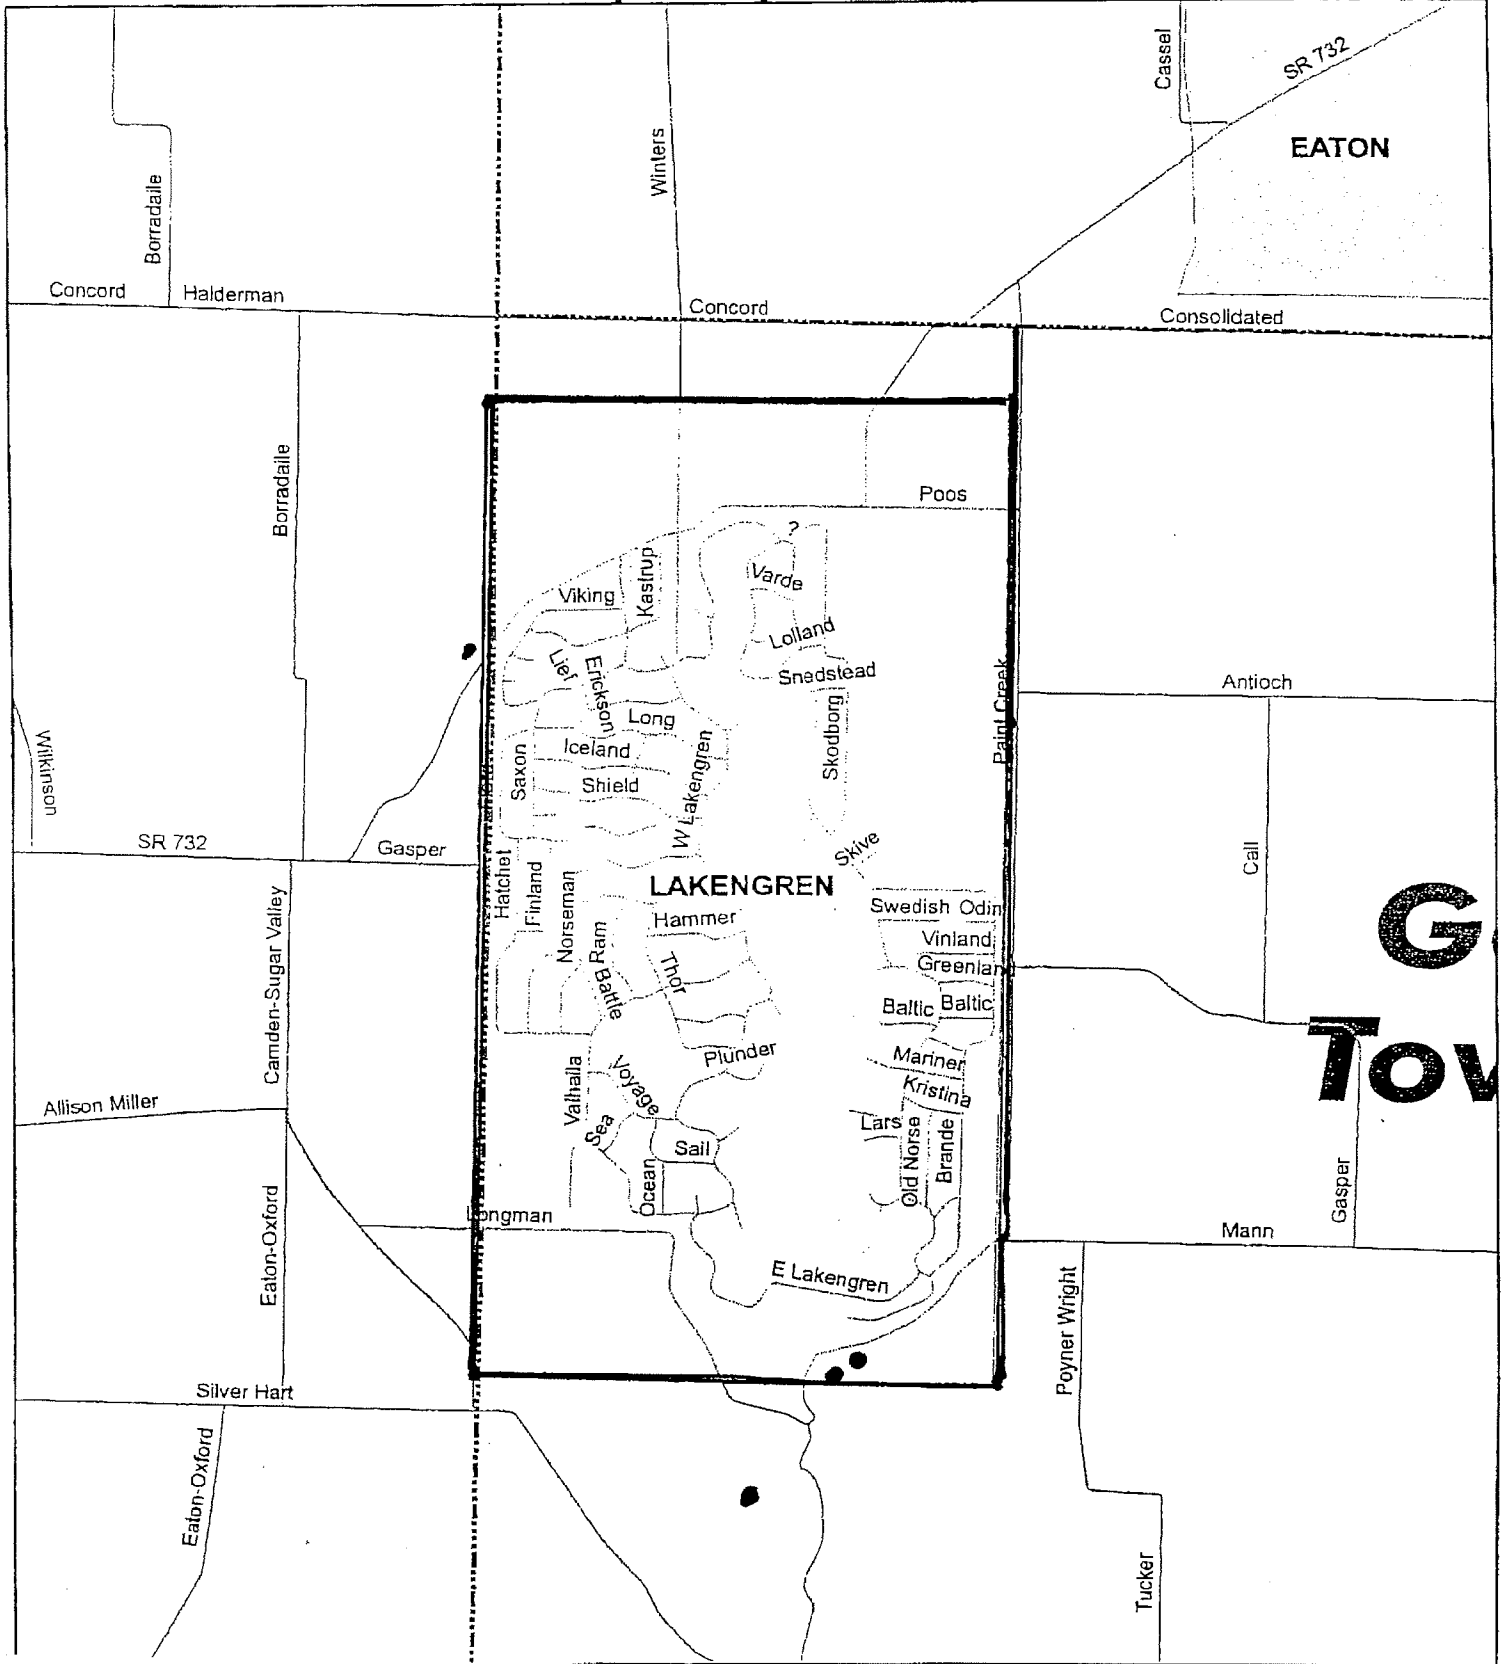 Cassel
SR 732
EATON
Winters
Borradaile
Concord
Halderman
Concord
Consolidated
Borradaile
Poos
?
Kastrup
Varde
Viking
Lolland
Lief
Erickson
Snedstead
Paint Creek
Antioch
Long
Skodborg
Wilkinson
Iceland
Saxon
Shield
W Lakengren
SR 732
Gasper
Skive
Call
Hatchet
LAKENGREN
Finland
Norseman
Swedish
Odin
Hammer
Camden-Sugar Valley
Ram
Vinland
Thor
Greenlan
Battle
Baltic
Baltic
Plunder
Mariner
Valhalla
Voyage
Kristina
Allison Miller
Sea
Lars
Sail
Old Norse
Brande
Ocean
Gasper
Eaton-Oxford
ongman
Mann
E Lakengren
Poyner Wright
Silver Hart
Eaton-Oxford
Tucker